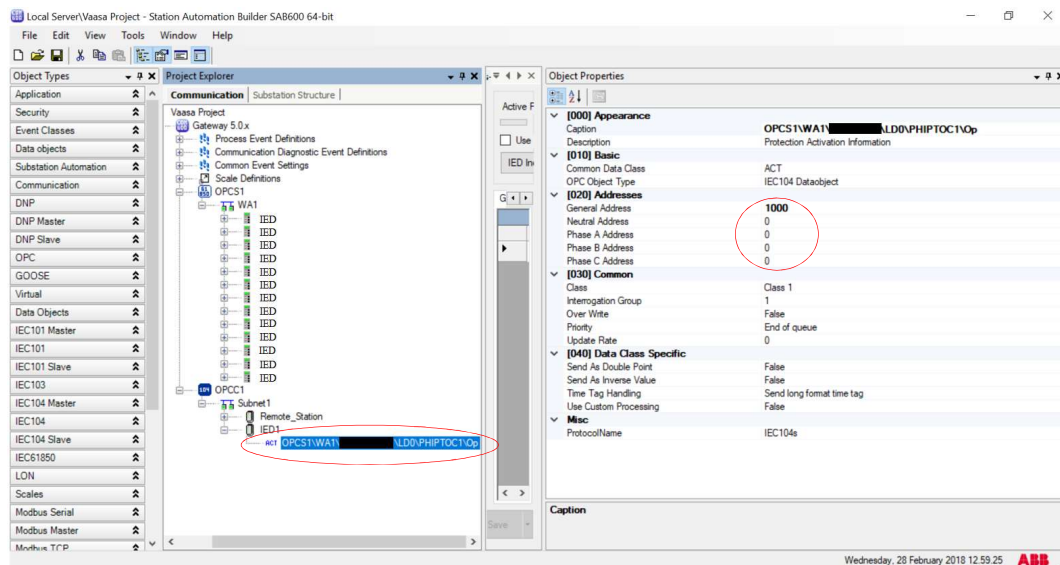 Local Server\Vaasa Project - Station Automation Builder SAB600 64-bit
File Edit View Tools Window Help
Object Types
Application
Security
Event Classes
Data objects
Substation Automation
Communication
DNP
DNP Master
DNP Slave
OPC
GOOSE
Virtual
Data Objects
IEC101 Master
IEC101
IEC101 Slave
IEC103
IEC104 Master
IEC104
IEC104 Slave
IEC61850
LON
Scales
Modbus Serial
Modbus Master
Modbus TCP
Project Explorer
Communication Substation Structure
Vaasa Project
Gateway 5.0.x
Process Event Definitions
Communication Diagnostic Event Definitions
Common Event Settings
Scale Definitions
OPCS1
WA1
IED
IED
IED
IED
IED
IED
IED
IED
IED
IED
IED
IED
IED
104 OPCC1
Subnet1
Remote_Station
IED1
ACT OPCS1\WA1\ \LD0\PHIPTOC1\Op
Active F
Use
IED In
G
Save
Object Properties
[000] Appearance
Caption OPCS1\WA1\ \LD0\PHIPTOC1\Op
Description Protection Activation Information
[010] Basic
Common Data Class ACT
OPC Object Type IEC104 Dataobject
[020] Addresses
General Address 1000
Neutral Address 0
Phase A Address 0
Phase B Address 0
Phase C Address 0
[030] Common
Class Class 1
Interrogation Group 1
Over Write False
Priority End of queue
Update Rate 0
[040] Data Class Specific
Send As Double Point False
Send As Inverse Value False
Time Tag Handling Send long format time tag
Use Custom Processing False
Misc
ProtocolName IEC104s
Caption
Wednesday, 28 February 2018 12.59.25 ABB